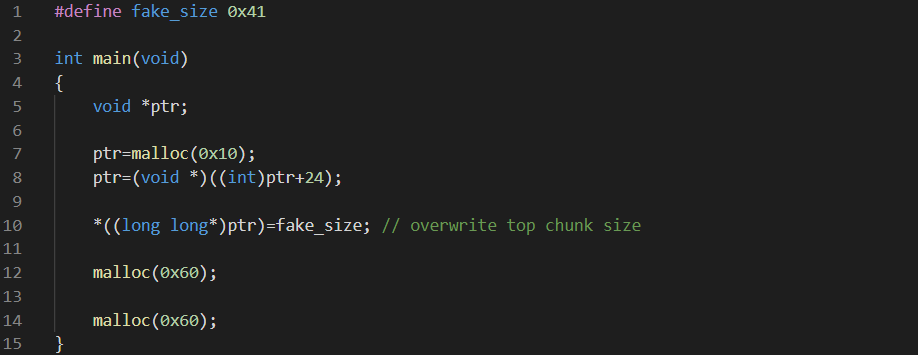 1 #define fake_size 0x41
2
3 int main(void)
4 {
5 void *ptr;
6
7 ptr=malloc(0x10);
8 ptr=(void *)((int)ptr+24);
9
10 *((long long*)ptr)=fake_size; // overwrite top chunk size
11
12 malloc(0x60);
13
14 malloc(0x60);
15 }